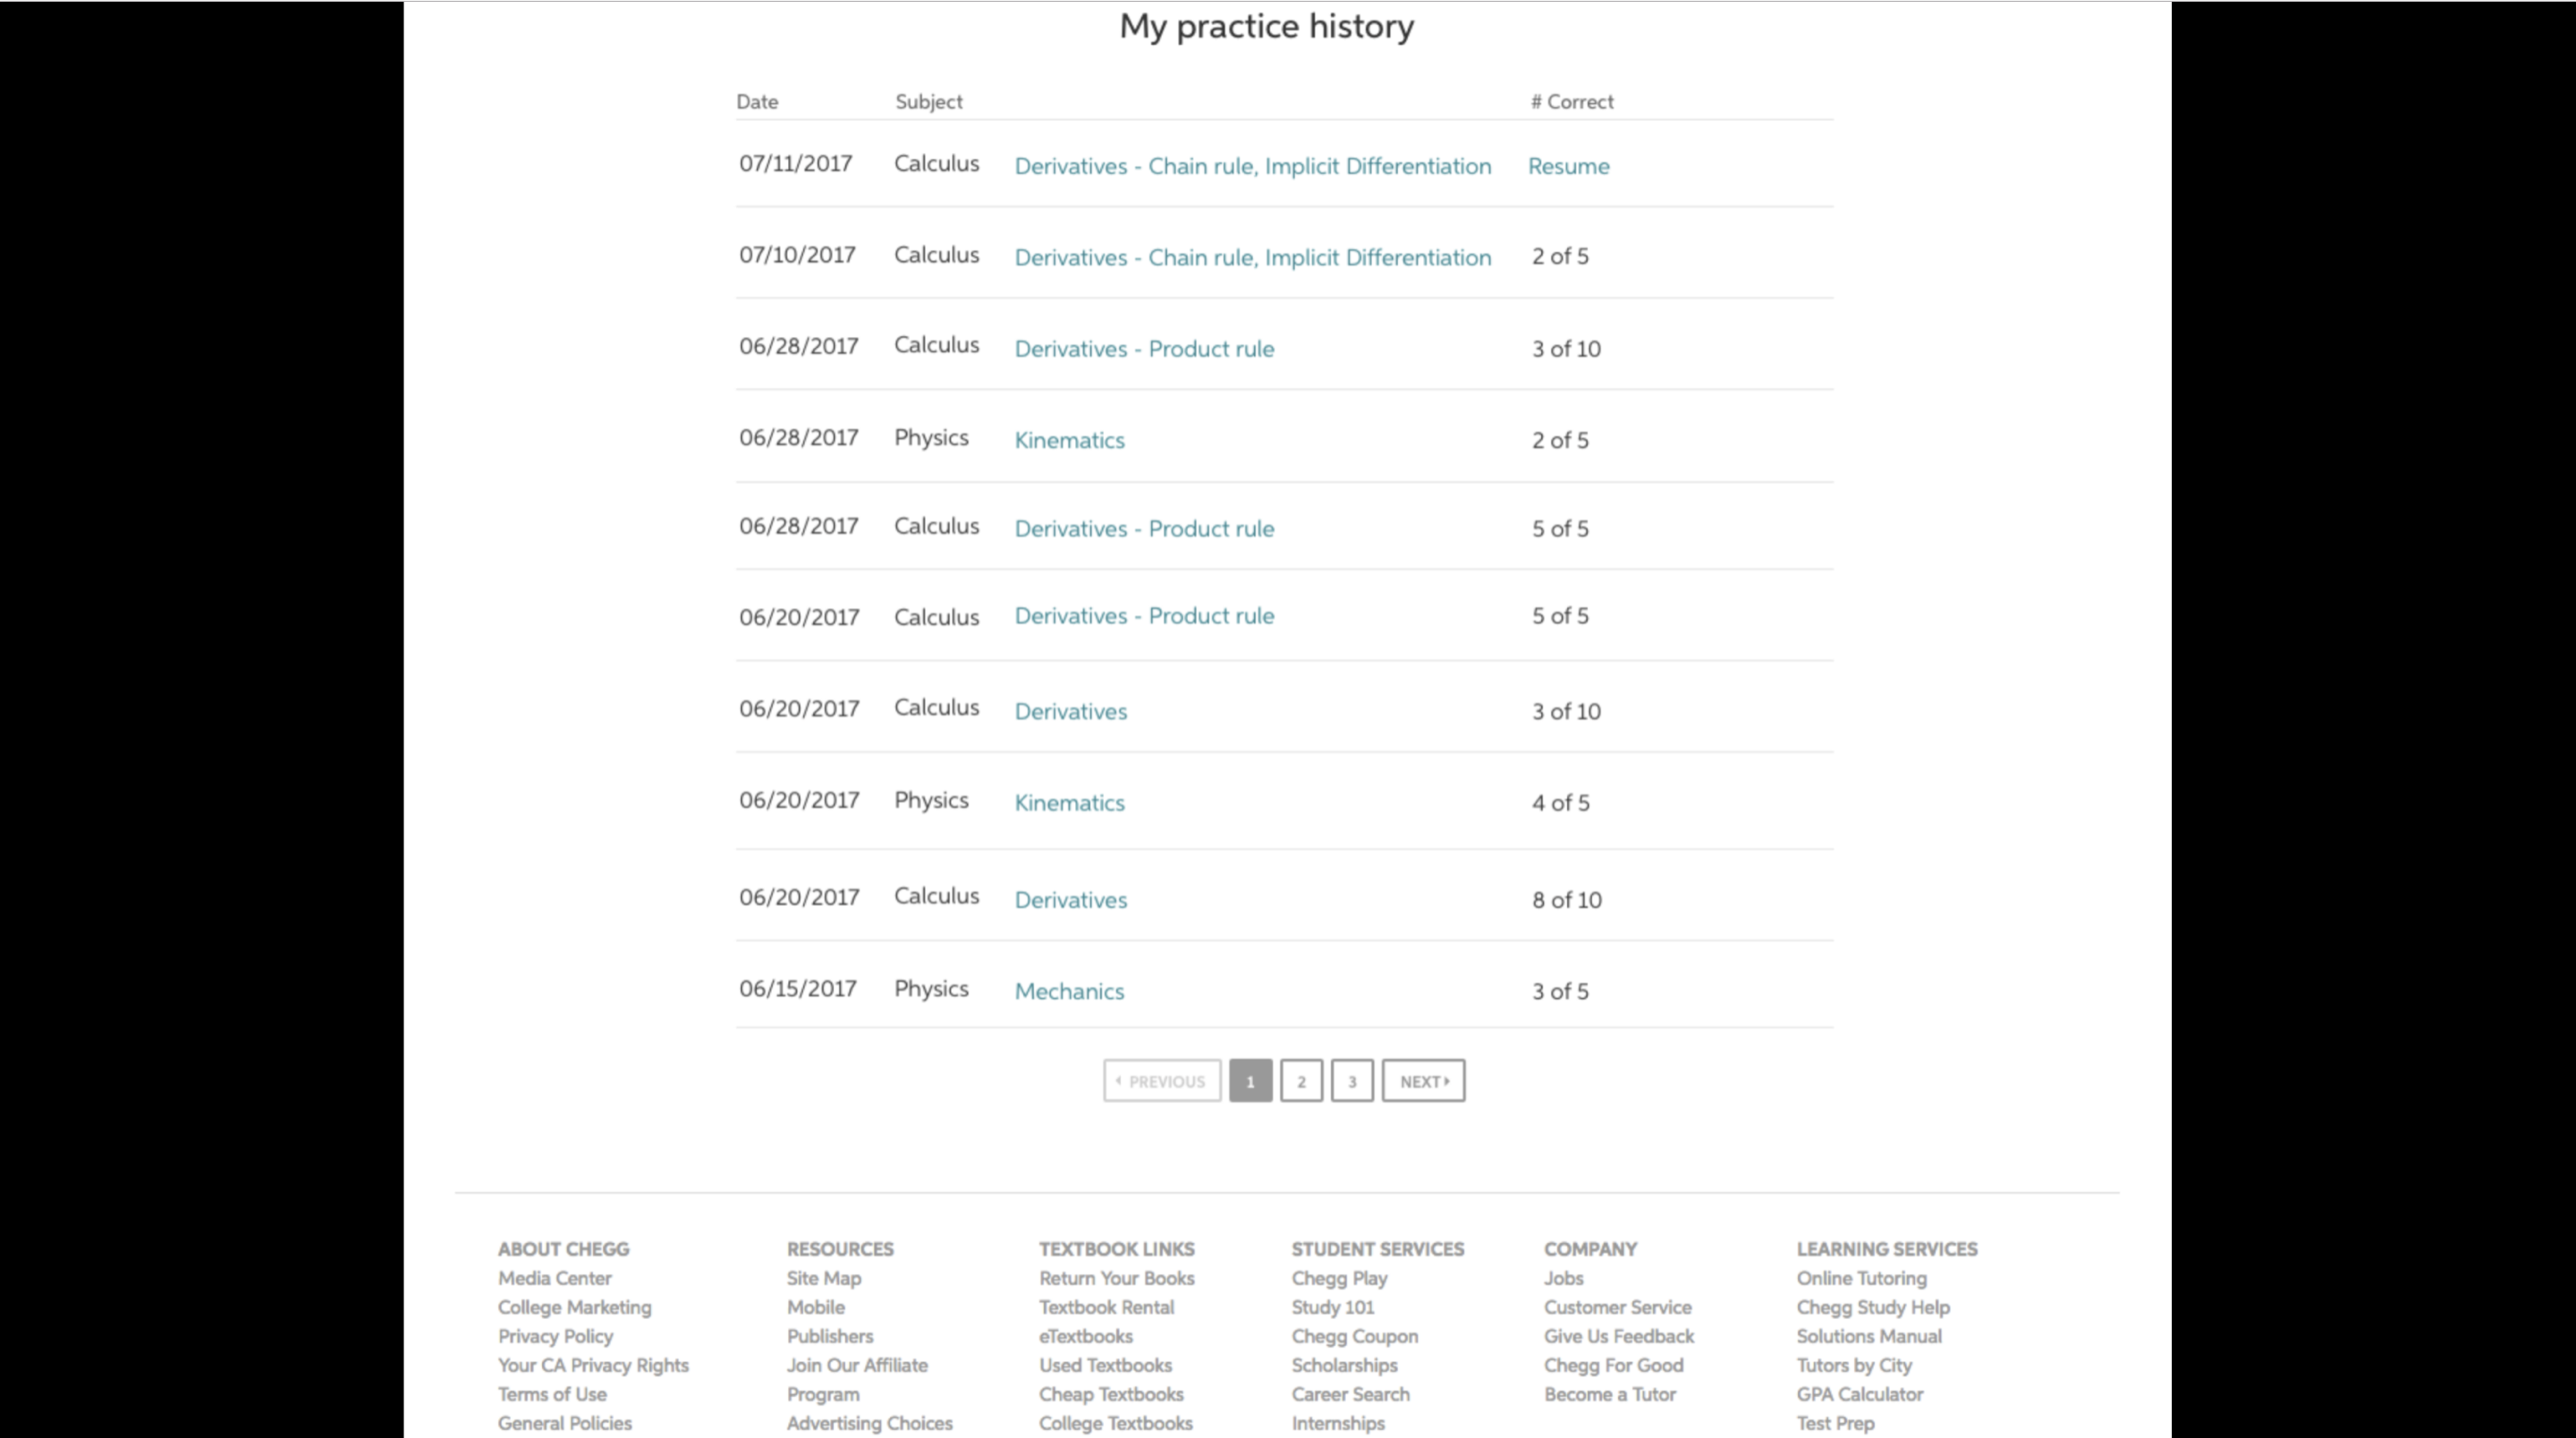 My practice history
Date Subject # Correct
07/11/2017 Calculus Derivatives - Chain rule, Implicit Differentiation Resume
07/10/2017 Calculus Derivatives - Chain rule, Implicit Differentiation 2 of 5
06/28/2017 Calculus Derivatives - Product rule 3 of 10
06/28/2017 Physics Kinematics 2 of 5
06/28/2017 Calculus Derivatives - Product rule 5 of 5
06/20/2017 Calculus Derivatives - Product rule 5 of 5
06/20/2017 Calculus Derivatives 3 of 10
06/20/2017 Physics Kinematics 4 of 5
06/20/2017 Calculus Derivatives 8 of 10
06/15/2017 Physics Mechanics 3 of 5
PREVIOUS 1 2 3 NEXT
ABOUT CHEGG
Media Center
College Marketing
Privacy Policy
Your CA Privacy Rights
Terms of Use
General Policies
RESOURCES
Site Map
Mobile
Publishers
Join Our Affiliate
Program
Advertising Choices
TEXTBOOK LINKS
Return Your Books
Textbook Rental
eTextbooks
Used Textbooks
Cheap Textbooks
College Textbooks
STUDENT SERVICES
Chegg Play
Study 101
Chegg Coupon
Scholarships
Career Search
Internships
COMPANY
Jobs
Customer Service
Give Us Feedback
Chegg For Good
Become a Tutor
LEARNING SERVICES
Online Tutoring
Chegg Study Help
Solutions Manual
Tutors by City
GPA Calculator
Test Prep